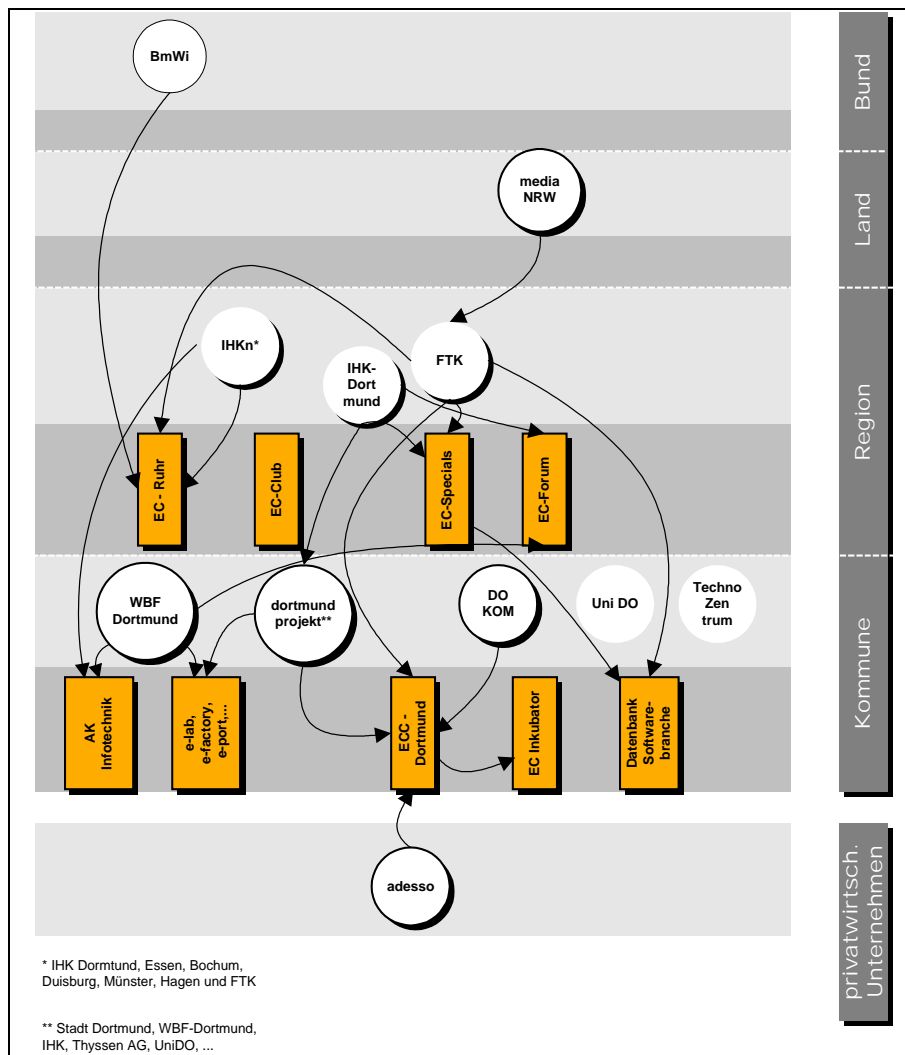 BmWi
Bund
media
NRW
Land
IHKn*
IHK-
Dort
mund
FTK
Region
EC - Ruhr
EC-Club
EC-Specials
EC-Forum
WBF
Dortmund
dortmund
projekt**
DO
KOM
Uni DO
Techno
Zen
trum
Kommune
AK
Infotechnik
e-lab,
e-factory,
e-port,...
ECC -
Dortmund
EC Inkubator
Datenbank
Software-
branche
adesso
privatwirtsch.
Unternehmen
* IHK Dormtund, Essen, Bochum,
Duisburg, Münster, Hagen und FTK
** Stadt Dortmund, WBF-Dortmund,
IHK, Thyssen AG, UniDO, ...